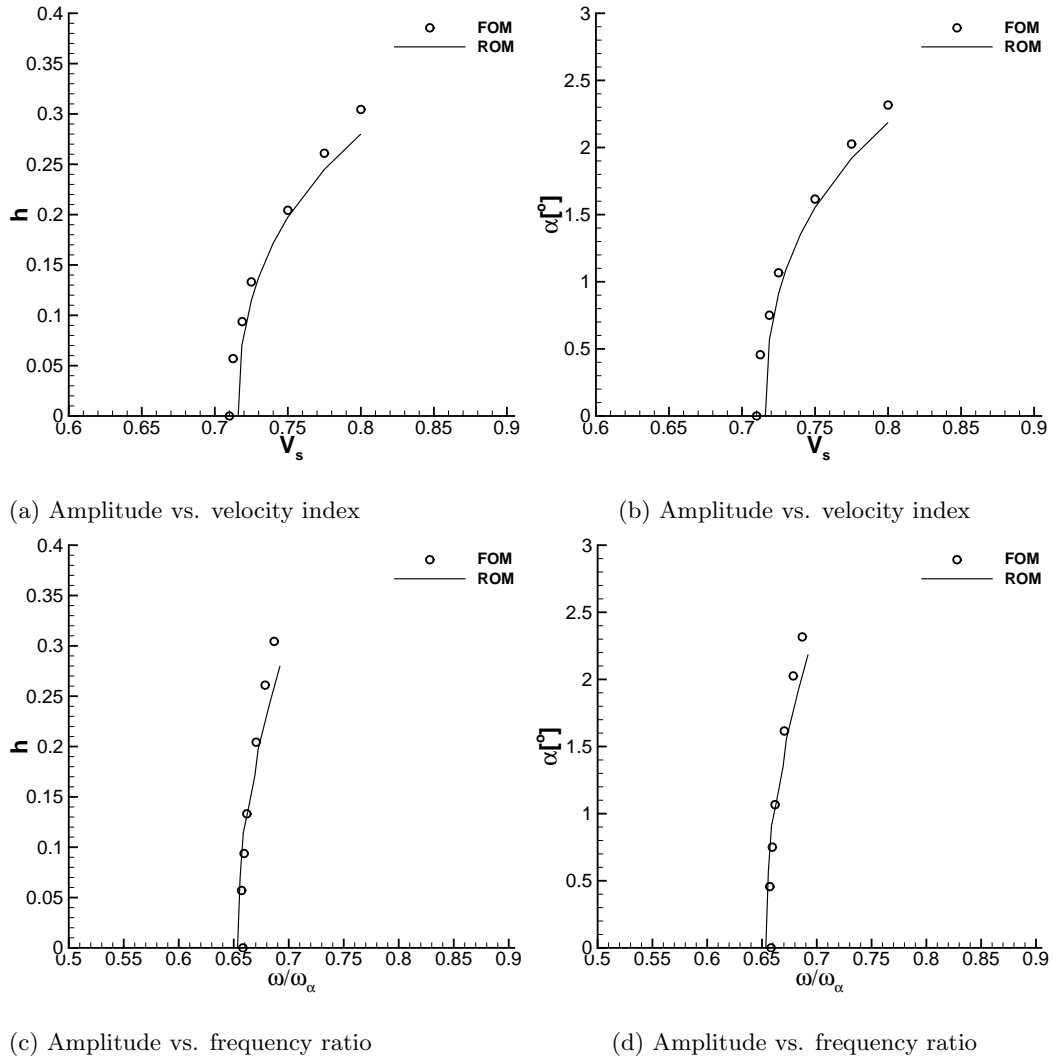 0.4
0.35
0.3
0.25
0.2
0.15
0.1
0.05
0
h
0.6 0.65 0.7 0.75 0.8 0.85 0.9
V_s
FOM
ROM
(a) Amplitude vs. velocity index
3
2.5
2
1.5
1
0.5
0
α[°]
0.6 0.65 0.7 0.75 0.8 0.85 0.9
V_s
FOM
ROM
(b) Amplitude vs. velocity index
0.4
0.35
0.3
0.25
0.2
0.15
0.1
0.05
0
h
0.5 0.55 0.6 0.65 0.7 0.75 0.8 0.85 0.9
ω/ω_α
FOM
ROM
(c) Amplitude vs. frequency ratio
3
2.5
2
1.5
1
0.5
0
α[°]
0.5 0.55 0.6 0.65 0.7 0.75 0.8 0.85 0.9
ω/ω_α
FOM
ROM
(d) Amplitude vs. frequency ratio